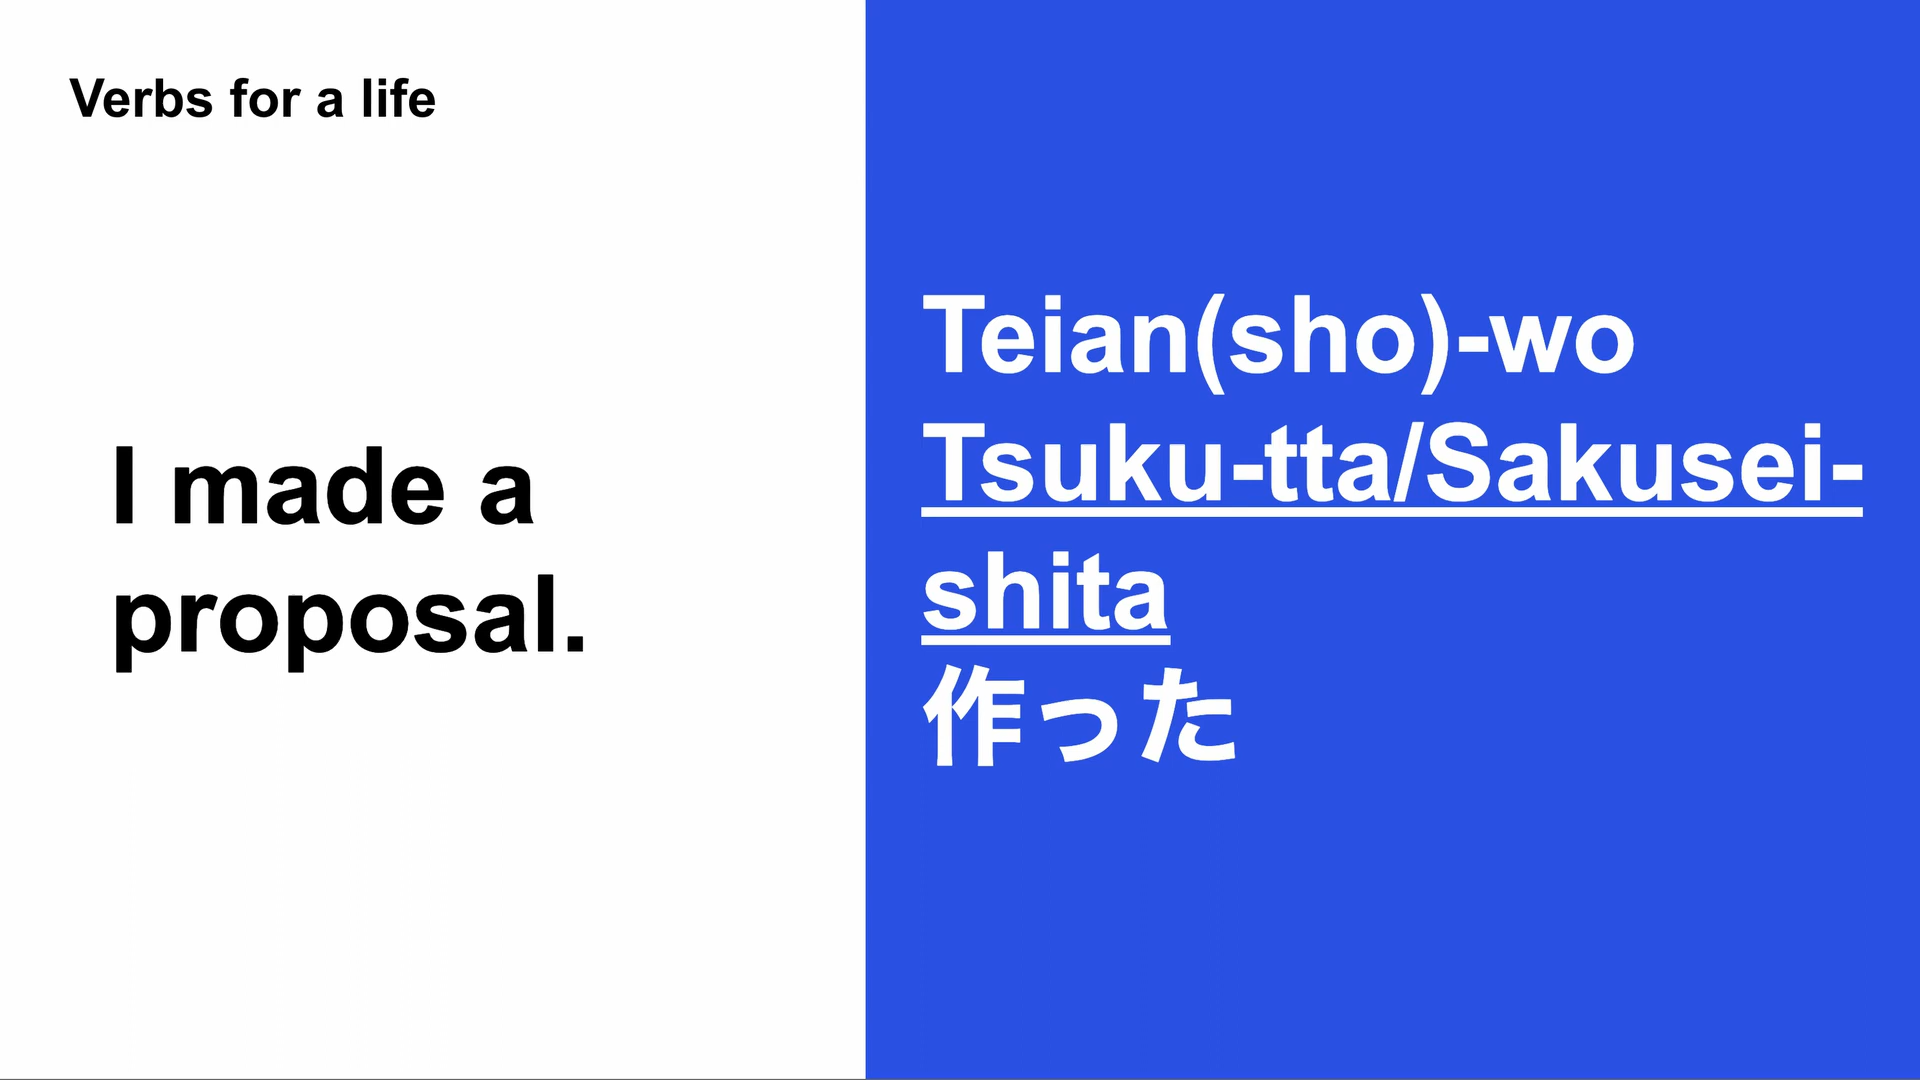 Verbs for a life
I made a
proposal.
Teian(sho)-wo
Tsuku-tta/Sakusei-
shita
作った